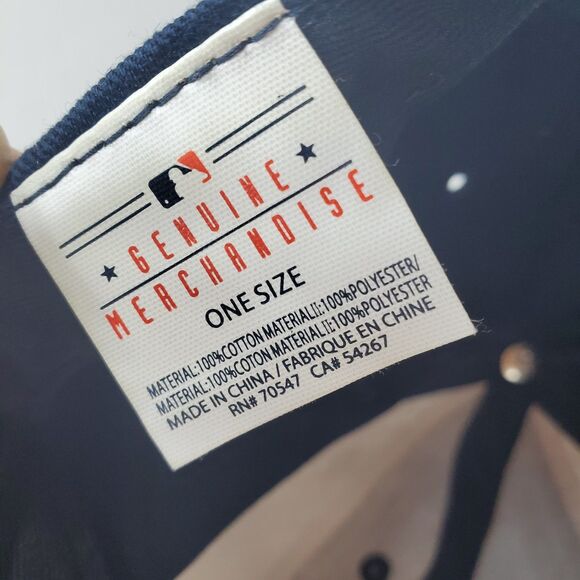 GENUINE
MERCHANDISE
ONE SIZE
MATERIAL:100%COTTON MATERIAL II:100%POLYESTER/
MATERIAL:100%COTON MATERIAL II:100%POLYESTER
MADE IN CHINA / FABRIQUE EN CHINE
RN# 70547 CA# 54267